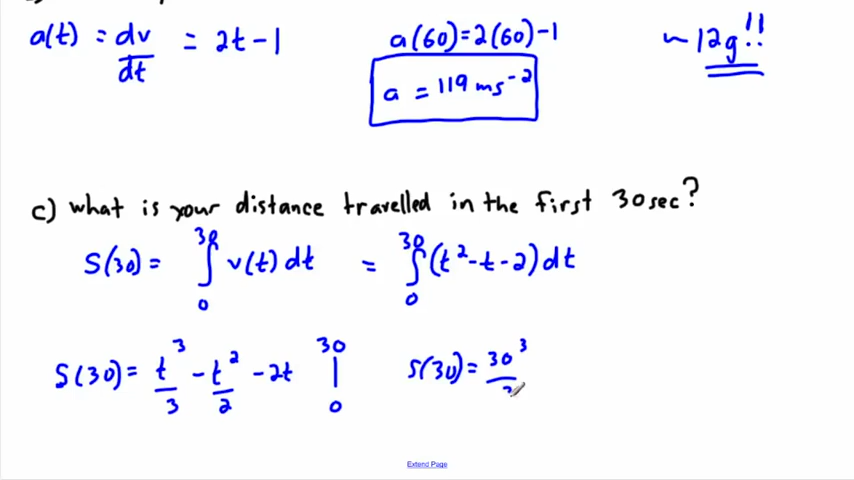 a(t) = dv/dt = 2t - 1 a(60) = 2(60) - 1 ~ 12g!!
a = 119 ms⁻²
c) What is your distance travelled in the first 30 sec?
S(30) = ∫₀³⁰ v(t) dt = ∫₀³⁰ (t² - t - 2) dt
S(30) = t³/3 - t²/2 - 2t |₀³⁰ S(30) = 30³/
Extend Page